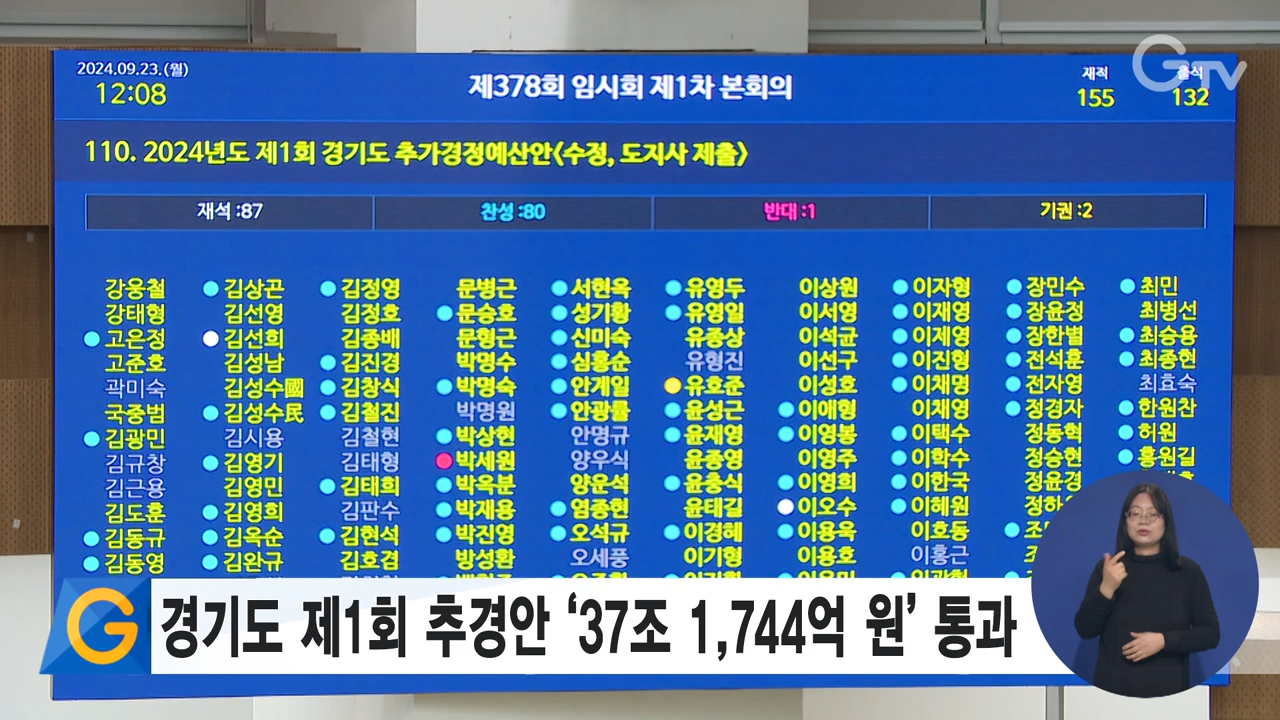 2024.09.23.(월)
12:08
제378회 임시회 제1차 본회의
재적
155
출석
132
GTV
110. 2024년도 제1회 경기도 추가경정예산안<수정, 도지사 제출>
재석 :87 찬성 :80 반대 :1 기권 :2
강웅철 김상곤 김정영 문병근 서현옥 유영두 이상원 이자형 장민수 최민
강태형 김선영 김정호 문승호 성기황 유영일 이서영 이재영 장윤정 최병선
고은정 김선희 김종배 문형근 신미숙 유종상 이석균 이제영 장한별 최승용
고준호 김성남 김진경 박명수 심홍순 유형진 이선구 이진형 전석훈 최종현
곽미숙 김성수國 김창식 박명숙 안계일 유호준 이성호 이채명 전자영 최효숙
국중범 김성수民 김철진 박명원 안광률 윤성근 이애형 이채영 정경자 한원찬
김광민 김시용 김철현 박상현 안명규 윤재영 이영봉 이택수 정동혁 허원
김규창 김영기 김태형 박세원 양우식 윤종영 이영주 이학수 정승현 홍원길
김근용 김영민 김태희 박옥분 양운석 윤충식 이영희 이한국 정윤경
김도훈 김영희 김판수 박재용 염종현 윤태길 이오수 이혜원 정하
김동규 김옥순 김현석 박진영 오석규 이경혜 이용욱 이호동
김동영 김완규 김호겸 방성환 오세풍 이기형 이용호 이홍근
G 경기도 제1회 추경안 ‘37조 1,744억 원’ 통과